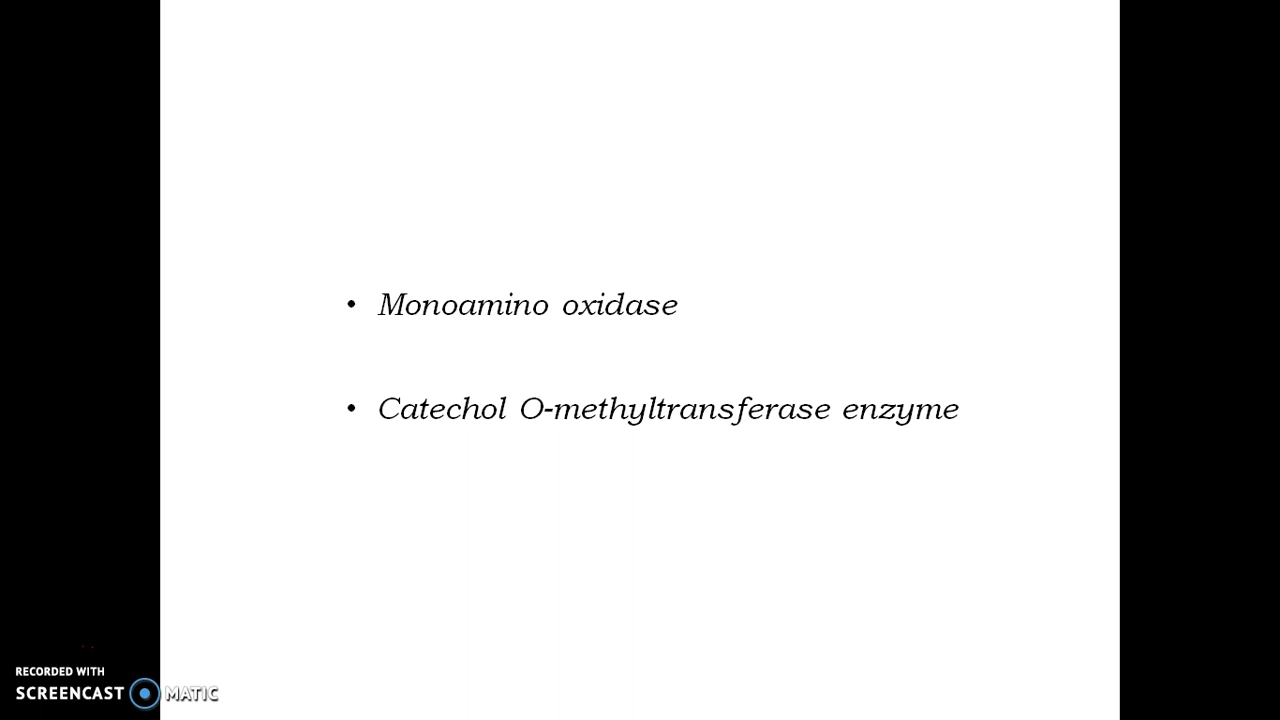 • Monoamino oxidase
• Catechol O-methyltransferase enzyme
RECORDED WITH
SCREENCAST MATIC